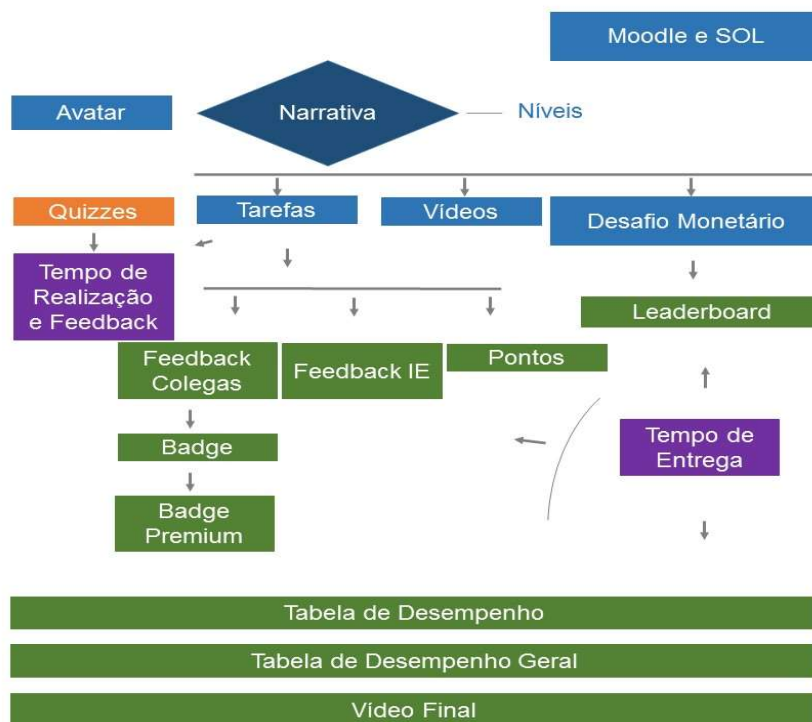 Moodle e SOL
Avatar
Narrativa
Níveis
Quizzes
Tarefas
Vídeos
Desafio Monetário
Tempo de
Realização
e Feedback
Leaderboard
Feedback
Colegas
Feedback IE
Pontos
Badge
Tempo de
Entrega
Badge
Premium
Tabela de Desempenho
Tabela de Desempenho Geral
Vídeo Final